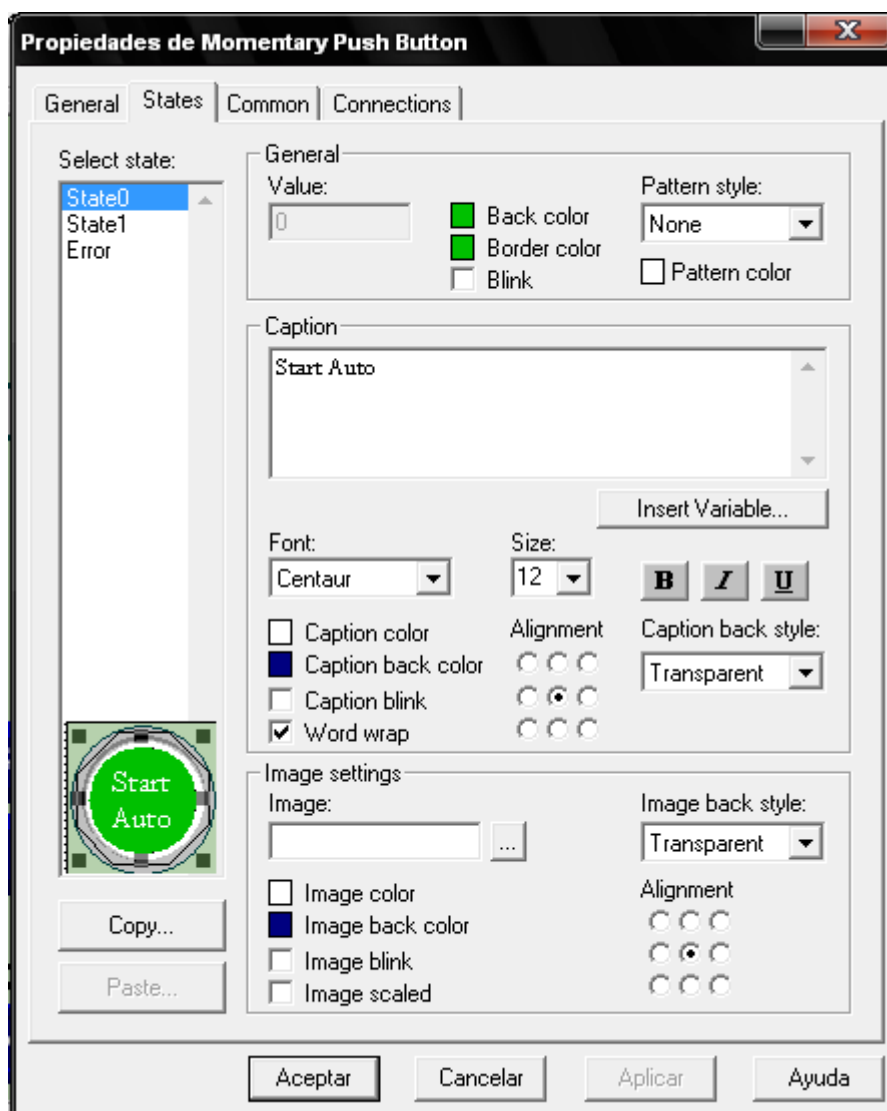 Propiedades de Momentary Push Button
General States Common Connections
Select state:
State0
State1
Error
Start
Auto
Copy...
Paste...
General
Value:
0
Back color
Border color
Blink
Pattern style:
None
Pattern color
Caption
Start Auto
Insert Variable...
Font:
Centaur
Size:
12
B I U
Caption color
Caption back color
Caption blink
Word wrap
Alignment
Caption back style:
Transparent
Image settings
Image:
...
Image back style:
Transparent
Image color
Image back color
Image blink
Image scaled
Alignment
Aceptar Cancelar Aplicar Ayuda